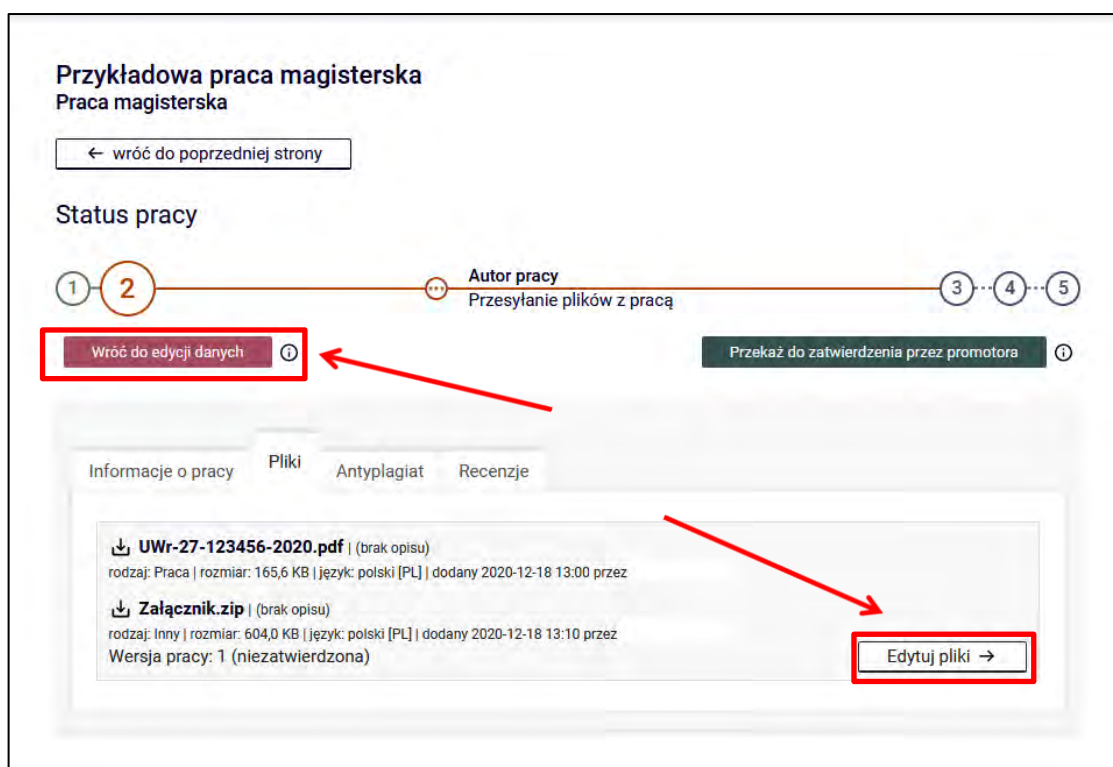 Przykładowa praca magisterska
Praca magisterska
← wróć do poprzedniej strony
Status pracy
1
2
Autor pracy
Przesyłanie plików z pracą
3
4
5
Wróć do edycji danych
Przekaż do zatwierdzenia przez promotora
Informacje o pracy
Pliki
Antyplagiat
Recenzje
UWr-27-123456-2020.pdf | (brak opisu)
rodzaj: Praca | rozmiar: 165,6 KB | język: polski [PL] | dodany 2020-12-18 13:00 przez
Załącznik.zip | (brak opisu)
rodzaj: Inny | rozmiar: 604,0 KB | język: polski [PL] | dodany 2020-12-18 13:10 przez
Wersja pracy: 1 (niezatwierdzona)
Edytuj pliki →